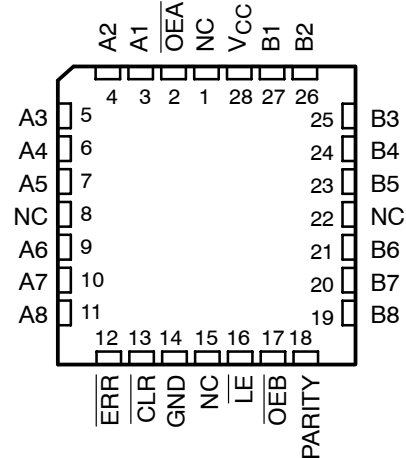 A2 A1 OEA NC VCC B1 B2
4 3 2 1 28 27 26
A3 5 25 B3
A4 6 24 B4
A5 7 23 B5
NC 8 22 NC
A6 9 21 B6
A7 10 20 B7
A8 11 19 B8
12 13 14 15 16 17 18
ERR CLR GND NC LE OEB PARITY